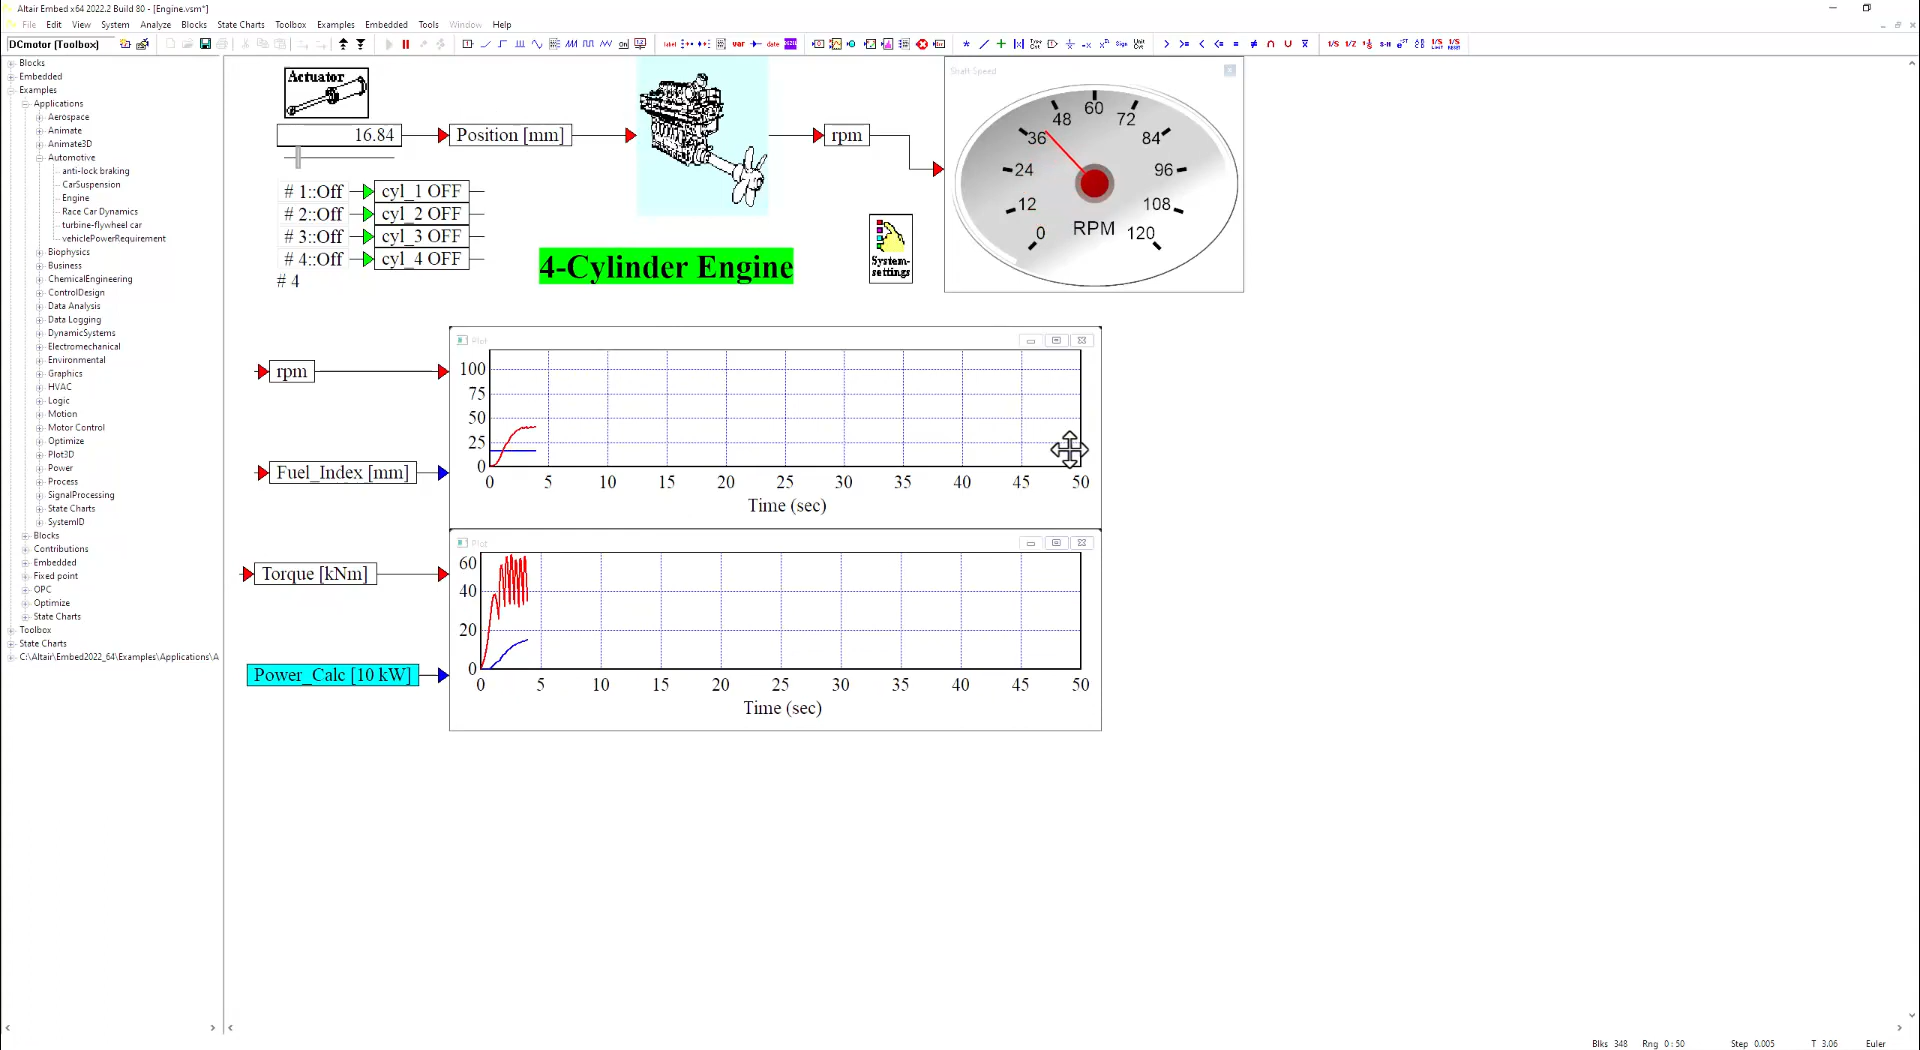 Altair Embed x64 2022.2 Build 80 - [Engine.vsm*]
File Edit View System Analyze Blocks State Charts Toolbox Examples Embedded Tools Window Help
DCmotor [Toolbox]
Blocks
Embedded
Examples
Applications
Aerospace
Animate
Animate3D
Automotive
anti-lock braking
CarSuspension
Engine
Race Car Dynamics
turbine-flywheel car
vehiclePowerRequirement
Biophysics
Business
ChemicalEngineering
ControlDesign
Data Analysis
Data Logging
DynamicSystems
Electromechanical
Environmental
Graphics
HVAC
Logic
Motion
Motor Control
Optimize
Plot3D
Power
Process
SignalProcessing
State Charts
SystemID
Blocks
Contributions
Embedded
Fixed point
OPC
Optimize
State Charts
Toolbox
State Charts
C:\Altair\Embed2022_64\Examples\Applications\A
Actuator
16.84
Position [mm]
rpm
# 1::Off cyl_1 OFF
# 2::Off cyl_2 OFF
# 3::Off cyl_3 OFF
# 4::Off cyl_4 OFF
# 4
4-Cylinder Engine
System-
settings
Shaft Speed
0 12 24 36 48 60 72 84 96 108 120
RPM
rpm
Fuel_Index [mm]
Plot
100
75
50
25
0
0 5 10 15 20 25 30 35 40 45 50
Time (sec)
Torque [kNm]
Power_Calc [10 kW]
Plot
60
40
20
0
0 5 10 15 20 25 30 35 40 45 50
Time (sec)
Blks 348 Rng 0:50 Step 0.005 T 3.06 Euler